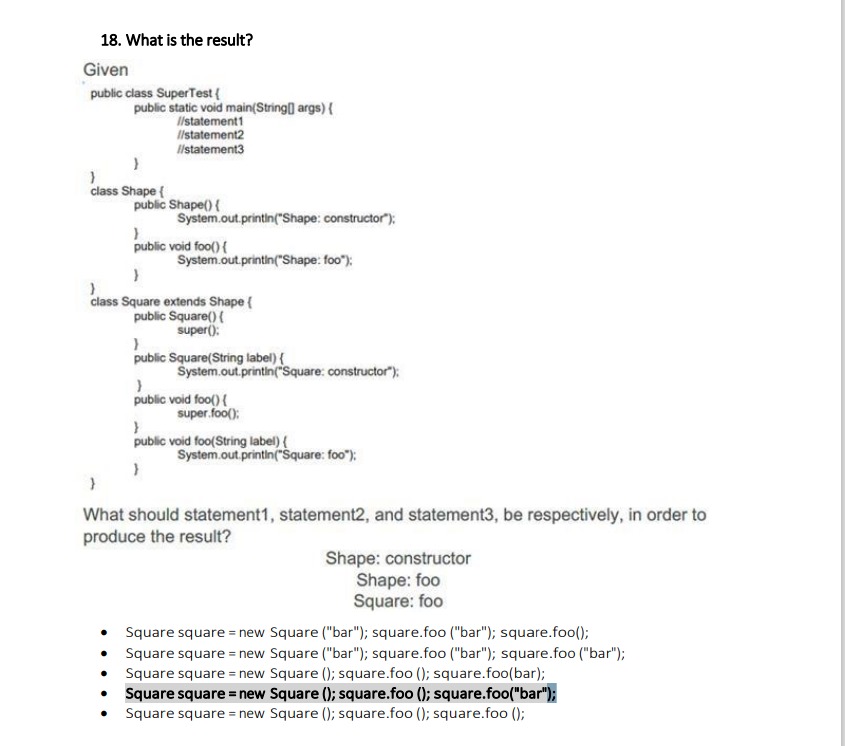 18. What is the result?
Given
public class SuperTest {
public static void main(String[] args) {
//statement1
//statement2
//statement3
}
}
class Shape {
public Shape() {
System.out.println("Shape: constructor");
}
public void foo() {
System.out.println("Shape: foo");
}
}
class Square extends Shape {
public Square() {
super();
}
public Square(String label) {
System.out.println("Square: constructor");
}
public void foo() {
super.foo();
}
public void foo(String label) {
System.out.println("Square: foo");
}
}
What should statement1, statement2, and statement3, be respectively, in order to
produce the result?
Shape: constructor
Shape: foo
Square: foo
• Square square = new Square ("bar"); square.foo ("bar"); square.foo();
• Square square = new Square ("bar"); square.foo ("bar"); square.foo ("bar");
• Square square = new Square (); square.foo (); square.foo(bar);
• Square square = new Square (); square.foo (); square.foo("bar");
• Square square = new Square (); square.foo (); square.foo ();